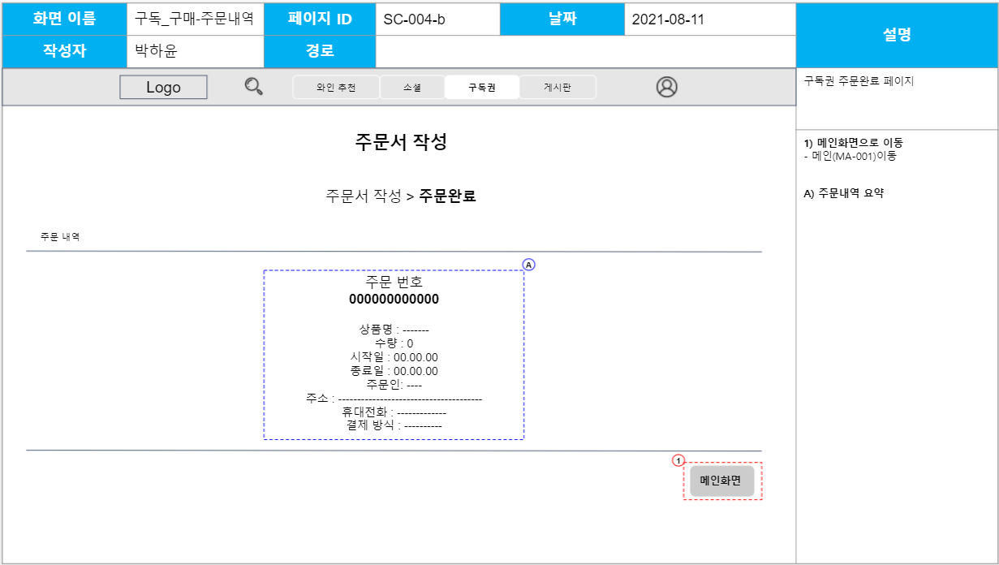 화면 이름 구독_구매-주문내역 페이지 ID SC-004-b 날짜 2021-08-11 설명
작성자 박하윤 경로
Logo 와인 추천 소셜 구독권 게시판
주문서 작성
주문서 작성 > 주문완료
주문 내역
A
주문 번호
000000000000
상품명 : -------
수량 : 0
시작일 : 00.00.00
종료일 : 00.00.00
주문인: ----
주소 : ---------------------------------------
휴대전화 : -------------
결제 방식 : ----------
1
메인화면
구독권 주문완료 페이지
1) 메인화면으로 이동
- 메인(MA-001)이동
A) 주문내역 요약